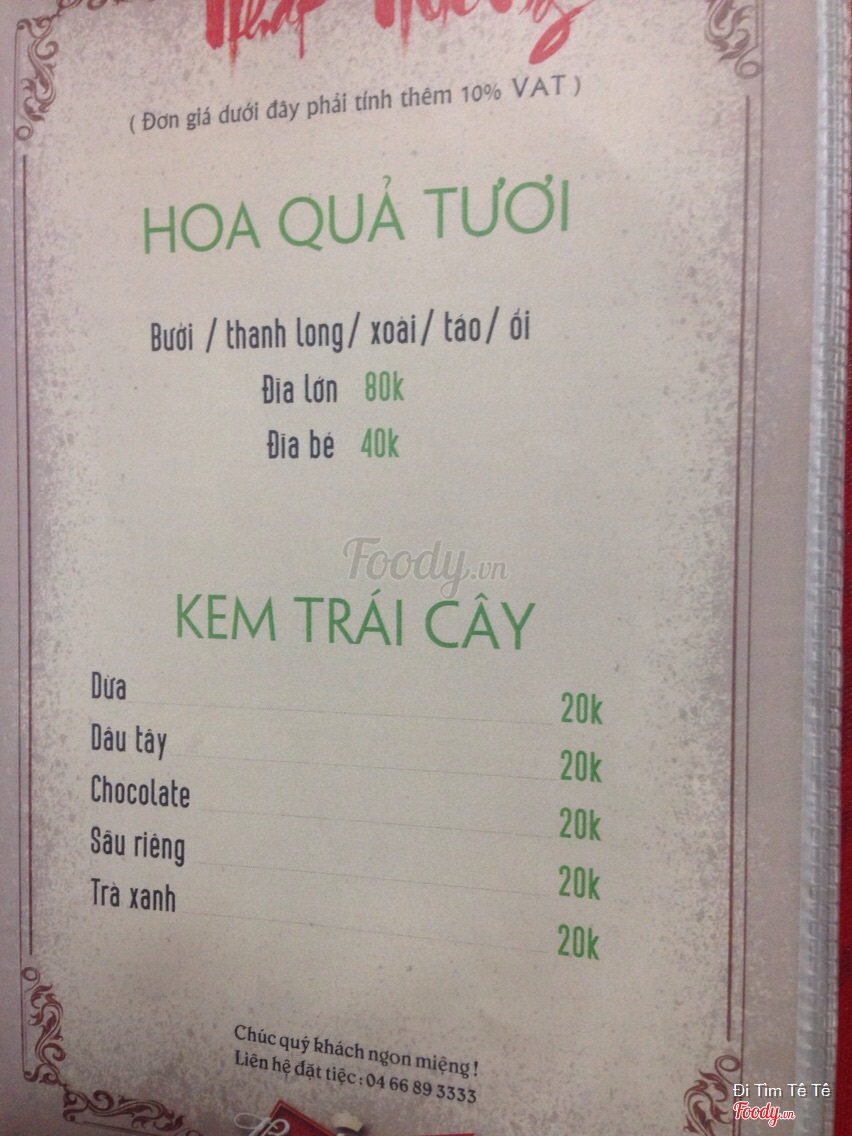 ( Đơn giá dưới đây phải tính thêm 10% VAT )
HOA QUẢ TƯƠI
Bưởi / thanh long / xoài / táo / ổi
Đĩa lớn 80k
Đĩa bé 40k
Foody.vn
KEM TRÁI CÂY
Dừa 20k
Dâu tây 20k
Chocolate 20k
Sầu riêng 20k
Trà xanh 20k
Chúc quý khách ngon miệng !
Liên hệ đặt tiệc : 04 66 89 3333
Đi Tìm Tê Tê
Foody.vn